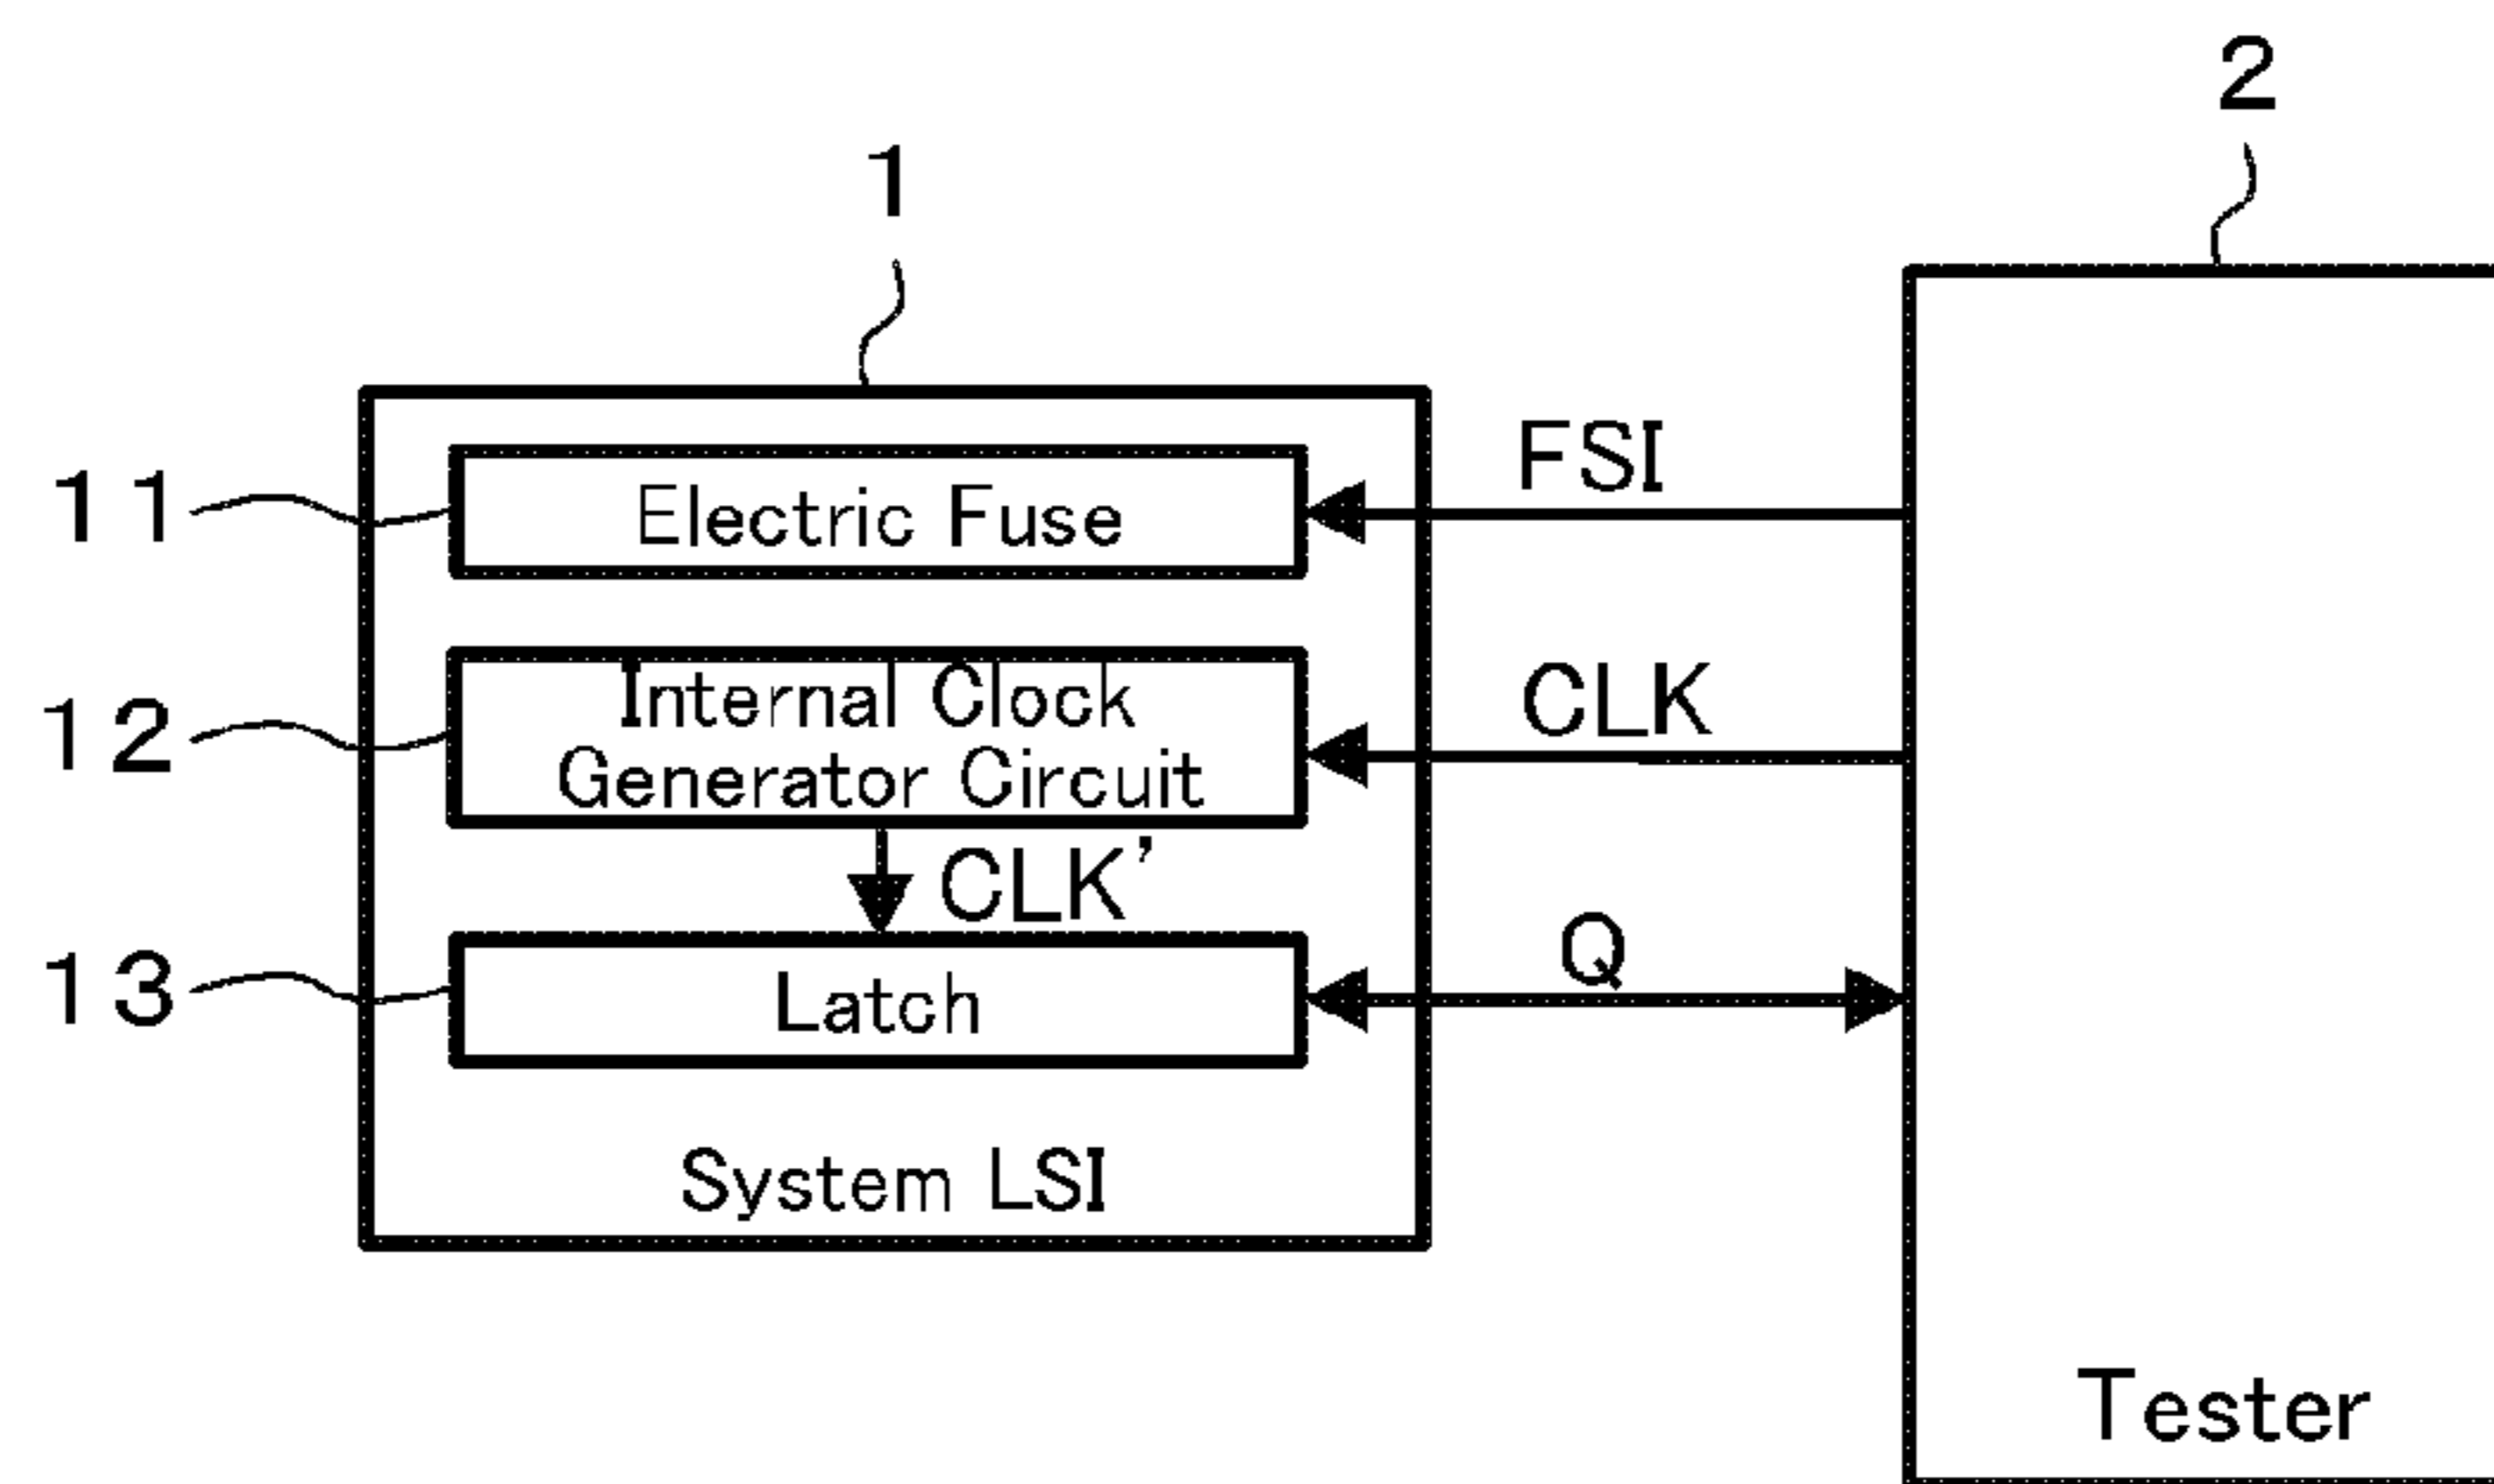 2
1
FSI
11
Electric Fuse
CLK
12
Internal Clock
Generator Circuit
CLK'
Q
13
Latch
System LSI
Tester